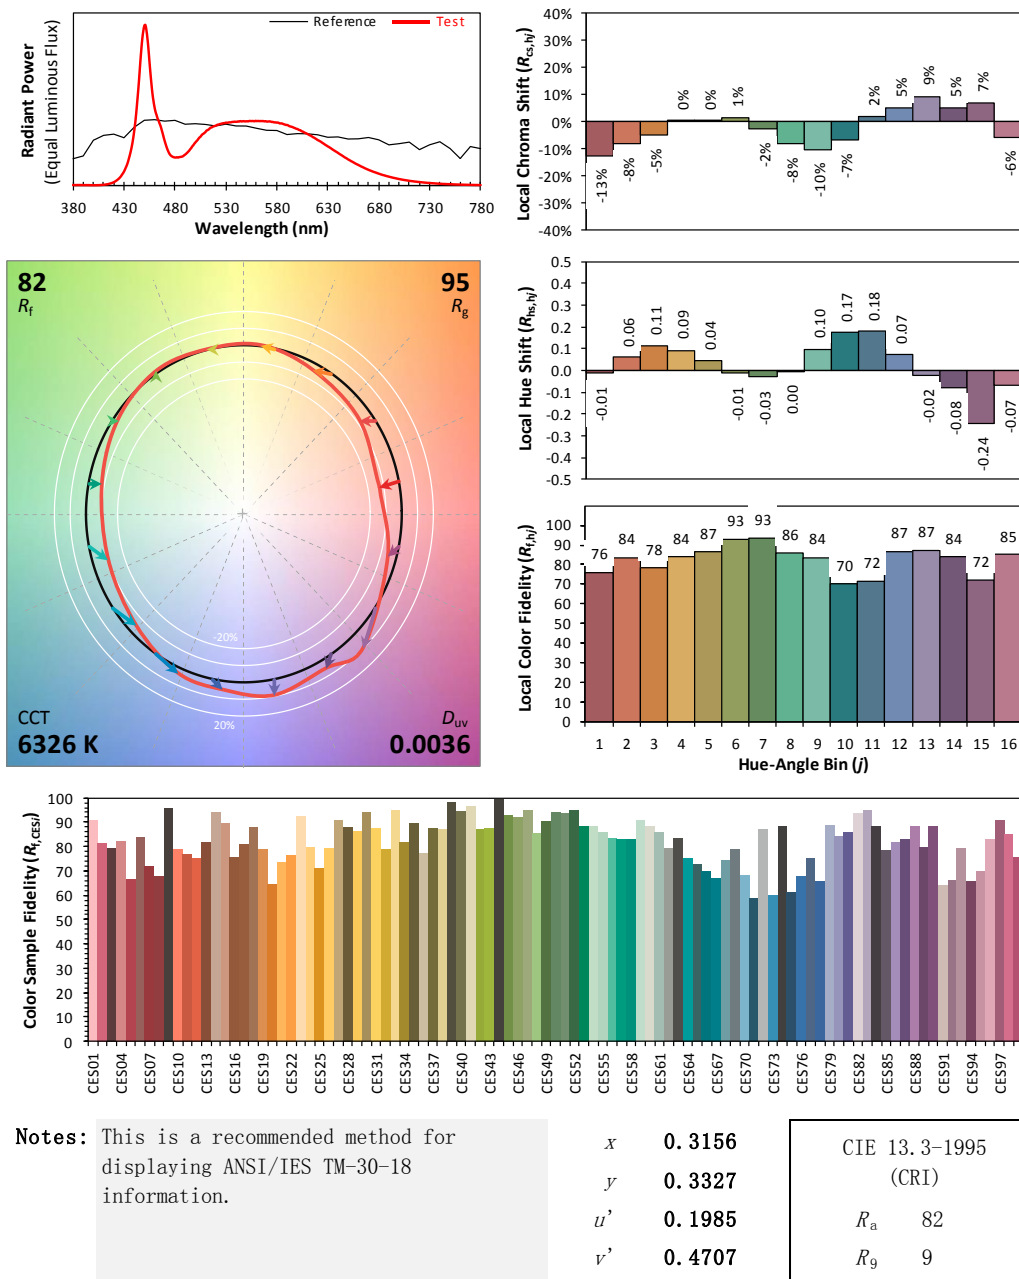 Reference
Test
Radiant Power
(Equal Luminous Flux)
380 430 480 530 580 630 680 730 780
Wavelength (nm)
Local Chroma Shift (Rcs,hj)
40%
30%
20%
10%
0%
-10%
-20%
-30%
-40%
-13% -8% -5% 0% 0% 1% -2% -8% -10% -7% 2% 5% 9% 5% 7% -6%
82
Rf
95
Rg
-20%
20%
CCT
6326 K
Duv
0.0036
Local Hue Shift (Rhs,hj)
0.5
0.4
0.3
0.2
0.1
0.0
-0.1
-0.2
-0.3
-0.4
-0.5
-0.01 0.06 0.11 0.09 0.04 -0.01 -0.03 0.00 0.10 0.17 0.18 0.07 -0.02 -0.08 -0.24 -0.07
Local Color Fidelity (Rf,hj)
100
90
80
70
60
50
40
30
20
10
0
76 84 78 84 87 93 93 86 84 70 72 87 87 84 72 85
1 2 3 4 5 6 7 8 9 10 11 12 13 14 15 16
Hue-Angle Bin (j)
Color Sample Fidelity (Rf,CESi)
100
90
80
70
60
50
40
30
20
10
0
CES01 CES04 CES07 CES10 CES13 CES16 CES19 CES22 CES25 CES28 CES31 CES34 CES37 CES40 CES43 CES46 CES49 CES52 CES55 CES58 CES61 CES64 CES67 CES70 CES73 CES76 CES79 CES82 CES85 CES88 CES91 CES94 CES97
Notes: This is a recommended method for
displaying ANSI/IES TM-30-18
information.
x 0.3156
y 0.3327
u' 0.1985
v' 0.4707
CIE 13.3-1995
(CRI)
Ra 82
R9 9